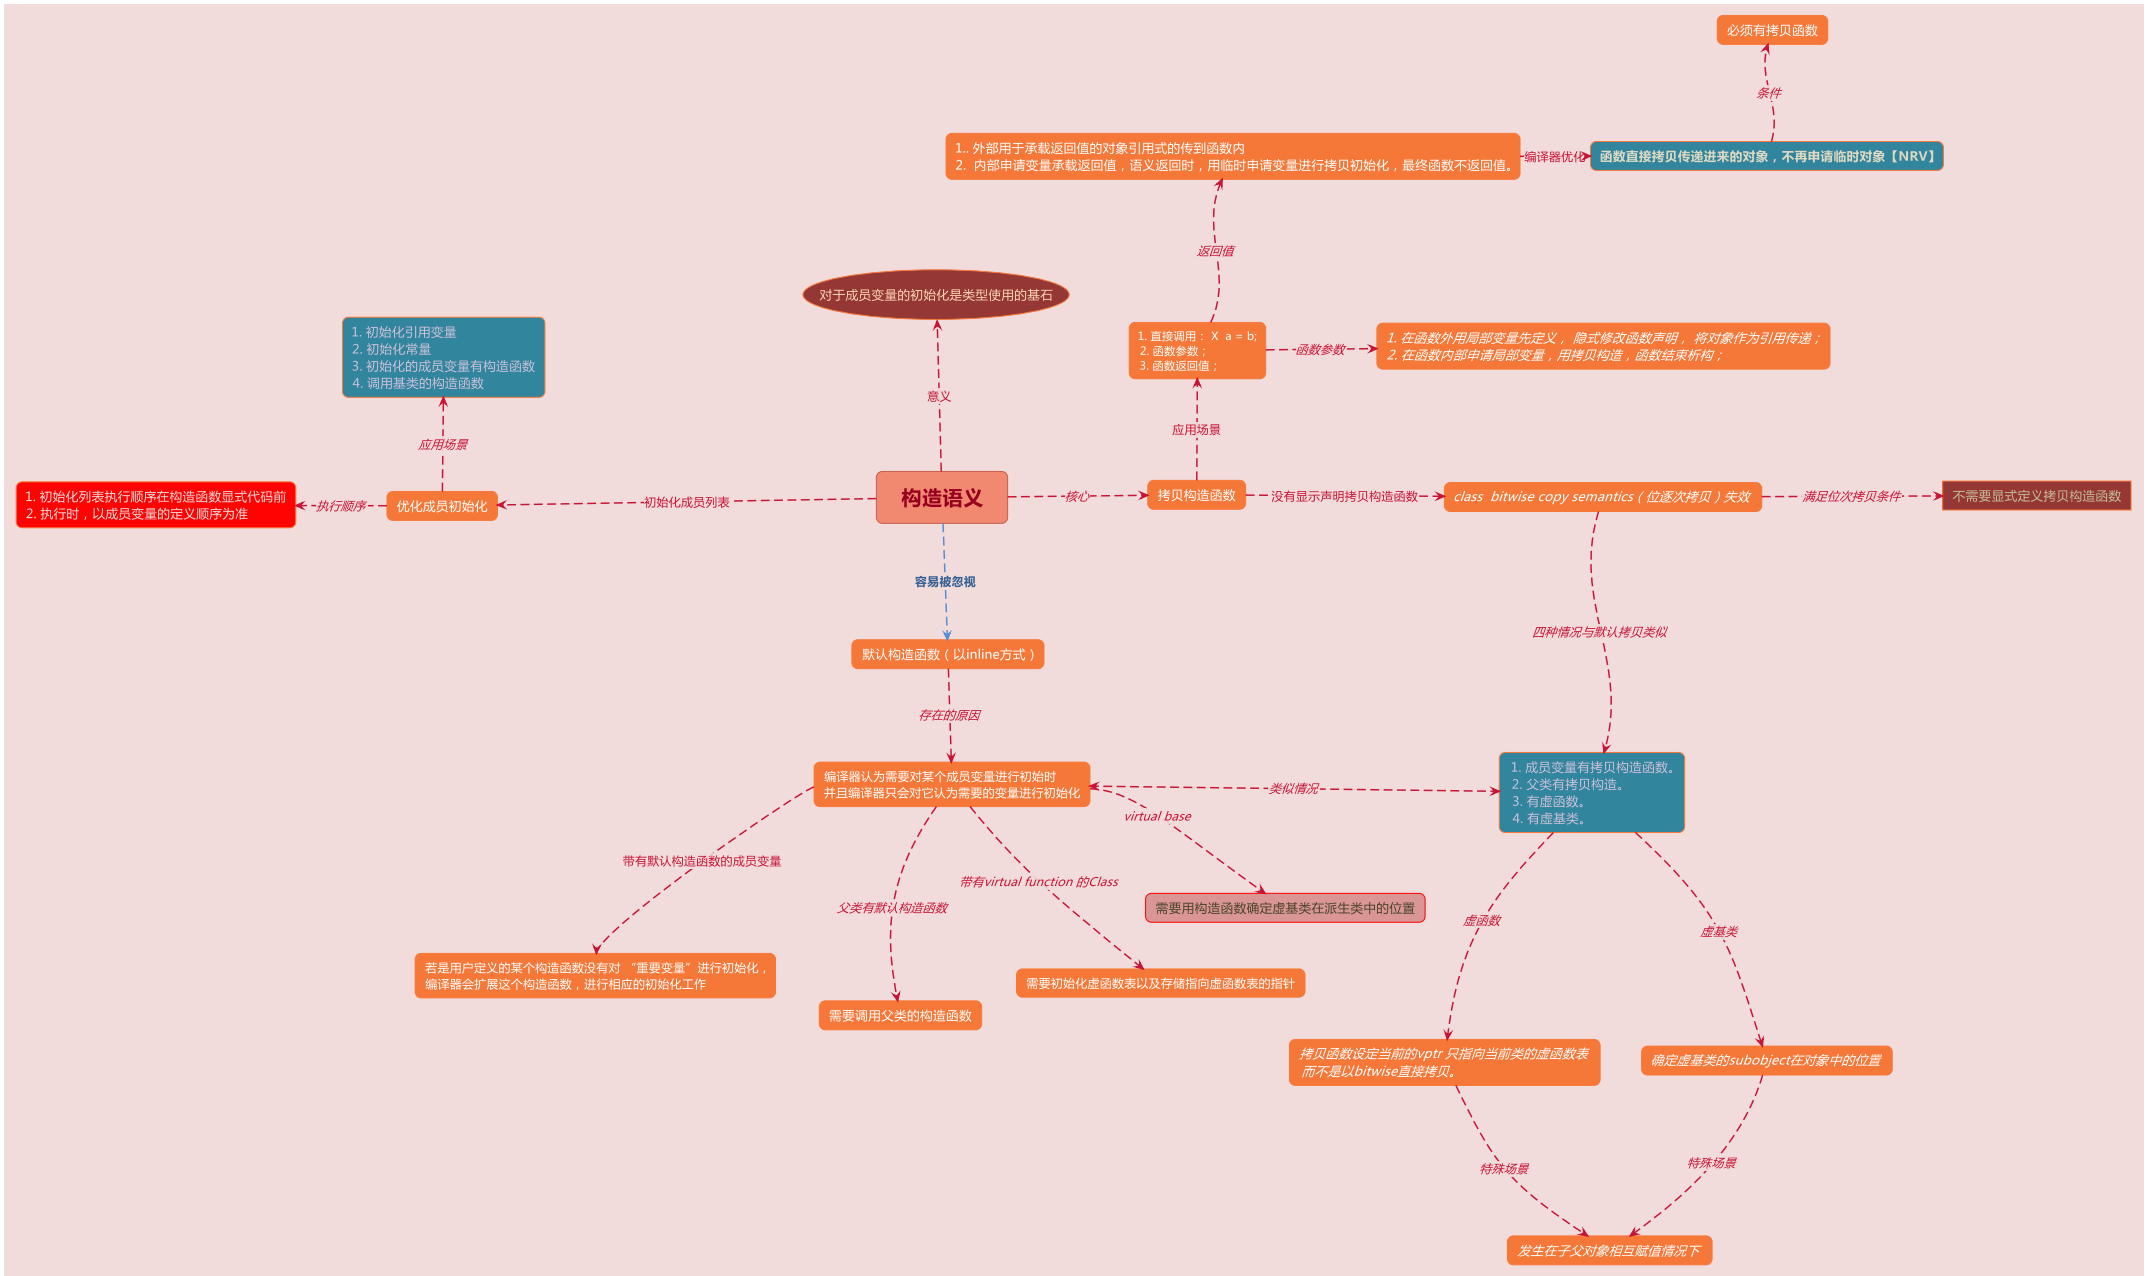 必须有拷贝函数
条件
1.. 外部用于承载返回值的对象引用式的传到函数内
2. 内部申请变量承载返回值，语义返回时，用临时申请变量进行拷贝初始化，最终函数不返回值。
编译器优化
函数直接拷贝传递进来的对象，不再申请临时对象【NRV】
返回值
对于成员变量的初始化是类型使用的基石
1. 初始化引用变量
2. 初始化常量
3. 初始化的成员变量有构造函数
4. 调用基类的构造函数
1. 直接调用： X a = b;
2. 函数参数；
3. 函数返回值；
函数参数
1. 在函数外用局部变量先定义， 隐式修改函数声明， 将对象作为引用传递；
2. 在函数内部申请局部变量，用拷贝构造，函数结束析构；
意义
应用场景
应用场景
1. 初始化列表执行顺序在构造函数显式代码前
2. 执行时，以成员变量的定义顺序为准
执行顺序
优化成员初始化
初始化成员列表
构造语义
核心
拷贝构造函数
没有显示声明拷贝构造函数
class bitwise copy semantics（位逐次拷贝）失效
满足位次拷贝条件
不需要显式定义拷贝构造函数
容易被忽视
四种情况与默认拷贝类似
默认构造函数（以inline方式）
存在的原因
编译器认为需要对某个成员变量进行初始时
并且编译器只会对它认为需要的变量进行初始化
类似情况
1. 成员变量有拷贝构造函数。
2. 父类有拷贝构造。
3. 有虚函数。
4. 有虚基类。
virtual base
带有默认构造函数的成员变量
带有virtual function 的Class
父类有默认构造函数
需要用构造函数确定虚基类在派生类中的位置
虚函数
虚基类
若是用户定义的某个构造函数没有对 “重要变量” 进行初始化，
编译器会扩展这个构造函数，进行相应的初始化工作
需要初始化虚函数表以及存储指向虚函数表的指针
需要调用父类的构造函数
拷贝函数设定当前的vptr 只指向当前类的虚函数表
而不是以bitwise直接拷贝。
确定虚基类的subobject在对象中的位置
特殊场景
特殊场景
发生在子父对象相互赋值情况下